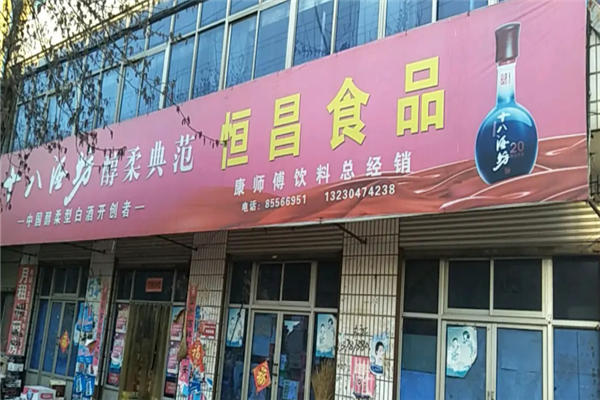 十八酒坊 醇柔典范
—中国醇柔型白酒开创者—
恒昌食品
康师傅饮料总经销
电话：85566951 13230474238
十八酒坊
20
福